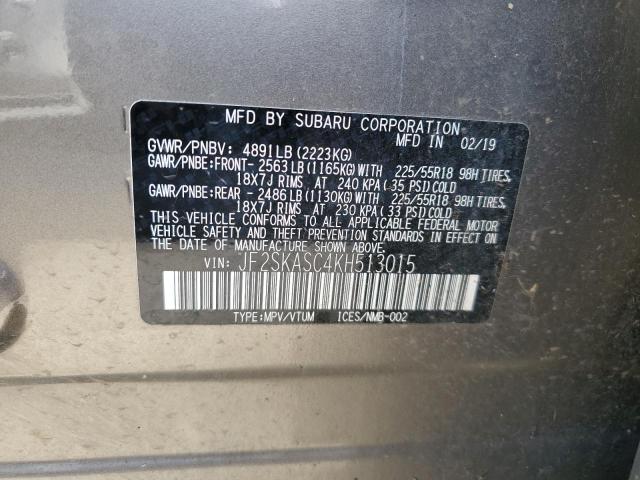 MFD BY SUBARU CORPORATION
GVWR/PNBV: 4891LB(2223KG) MFD IN 02/19
GAWR/PNBE:FRONT-2563LB(1165KG)WITH 225/55R18 98H TIRES,
18X7J RIMS, AT 240 KPA(35 PSI)COLD
GAWR/PNBE:REAR -2486LB(1130KG)WITH 225/55R18 98H TIRES,
18X7J RIMS, AT 230 KPA(33 PSI)COLD
THIS VEHICLE CONFORMS TO ALL APPLICABLE FEDERAL MOTOR
VEHICLE SAFETY AND THEFT PREVENTION STANDARDS IN EFFECT ON
THE DATE OF MANUFACTURE SHOWN ABOVE.
VIN: JF2SKASC4KH513015
TYPE:MPV/VTUM ICES/NMB-002